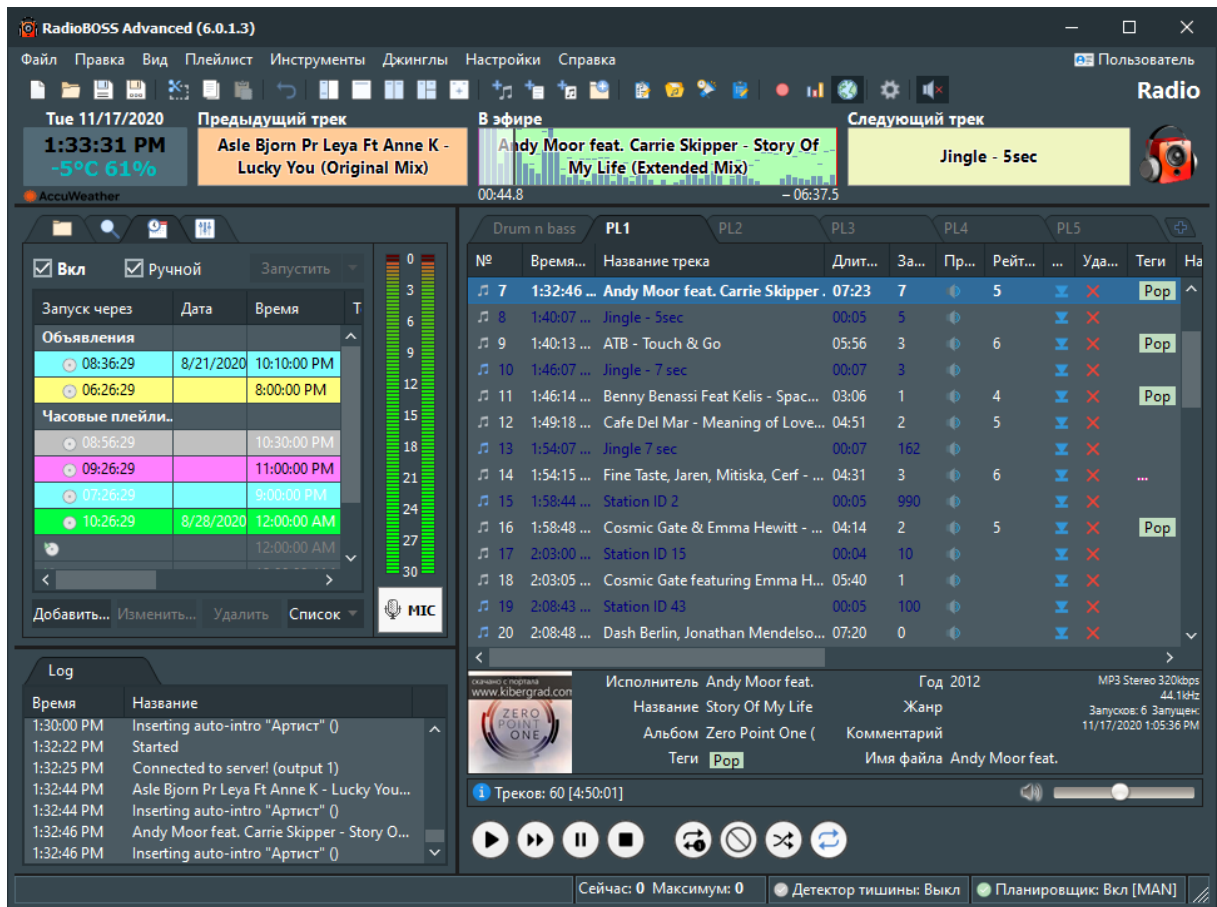 RadioBOSS Advanced (6.0.1.3)
Файл Правка Вид Плейлист Инструменты Джинглы Настройки Справка Пользователь
Radio
Tue 11/17/2020
1:33:31 PM
-5°C 61%
AccuWeather
Предыдущий трек
Asle Bjorn Pr Leya Ft Anne K -
Lucky You (Original Mix)
В эфире
Andy Moor feat. Carrie Skipper - Story Of
My Life (Extended Mix)
00:44.8 – 06:37.5
Следующий трек
Jingle - 5sec
Вкл Ручной Запустить
Запуск через Дата Время Т
Объявления
08:36:29 8/21/2020 10:10:00 PM
06:26:29 8:00:00 PM
Часовые плейли..
08:56:29 10:30:00 PM
09:26:29 11:00:00 PM
07:26:29 9:00:00 PM
10:26:29 8/28/2020 12:00:00 AM
12:00:00 AM
Добавить... Изменить... Удалить Список
0
3
6
9
12
15
18
21
24
27
30
MIC
Log
Время Название
1:30:00 PM Inserting auto-intro "Артист" ()
1:32:22 PM Started
1:32:25 PM Connected to server! (output 1)
1:32:44 PM Asle Bjorn Pr Leya Ft Anne K - Lucky You...
1:32:44 PM Inserting auto-intro "Артист" ()
1:32:46 PM Andy Moor feat. Carrie Skipper - Story O...
1:32:46 PM Inserting auto-intro "Артист" ()
Drum n bass PL1 PL2 PL3 PL4 PL5
№ Время... Название трека Длит... За... Пр... Рейт... ... Уда... Теги На
7 1:32:46 ... Andy Moor feat. Carrie Skipper . 07:23 7 5 Pop
8 1:40:07 ... Jingle - 5sec 00:05 5
9 1:40:13 ... ATB - Touch & Go 05:56 3 6 Pop
10 1:46:07 ... Jingle - 7 sec 00:07 3
11 1:46:14 ... Benny Benassi Feat Kelis - Spac... 03:06 1 4 Pop
12 1:49:18 ... Cafe Del Mar - Meaning of Love... 04:51 2 5
13 1:54:07 ... Jingle 7 sec 00:07 162
14 1:54:15 ... Fine Taste, Jaren, Mitiska, Cerf - ... 04:31 3 6 ...
15 1:58:44 ... Station ID 2 00:05 990
16 1:58:48 ... Cosmic Gate & Emma Hewitt - ... 04:14 2 5 Pop
17 2:03:00 ... Station ID 15 00:04 10
18 2:03:05 ... Cosmic Gate featuring Emma H... 05:40 1
19 2:08:43 ... Station ID 43 00:05 100
20 2:08:48 ... Dash Berlin, Jonathan Mendelso... 07:20 0
скачано с портала
www.kibergrad.com
ZERO
POINT
ONE
Исполнитель Andy Moor feat.
Название Story Of My Life
Альбом Zero Point One (
Теги Pop
Год 2012
Жанр
Комментарий
Имя файла Andy Moor feat.
MP3 Stereo 320kbps
44.1kHz
Запусков: 6 Запущен:
11/17/2020 1:05:36 PM
Треков: 60 [4:50:01]
Сейчас: 0 Максимум: 0 Детектор тишины: Выкл Планировщик: Вкл [MAN]